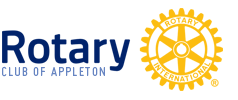 Rotary
CLUB OF APPLETON
ROTARY
INTERNATIONAL
®